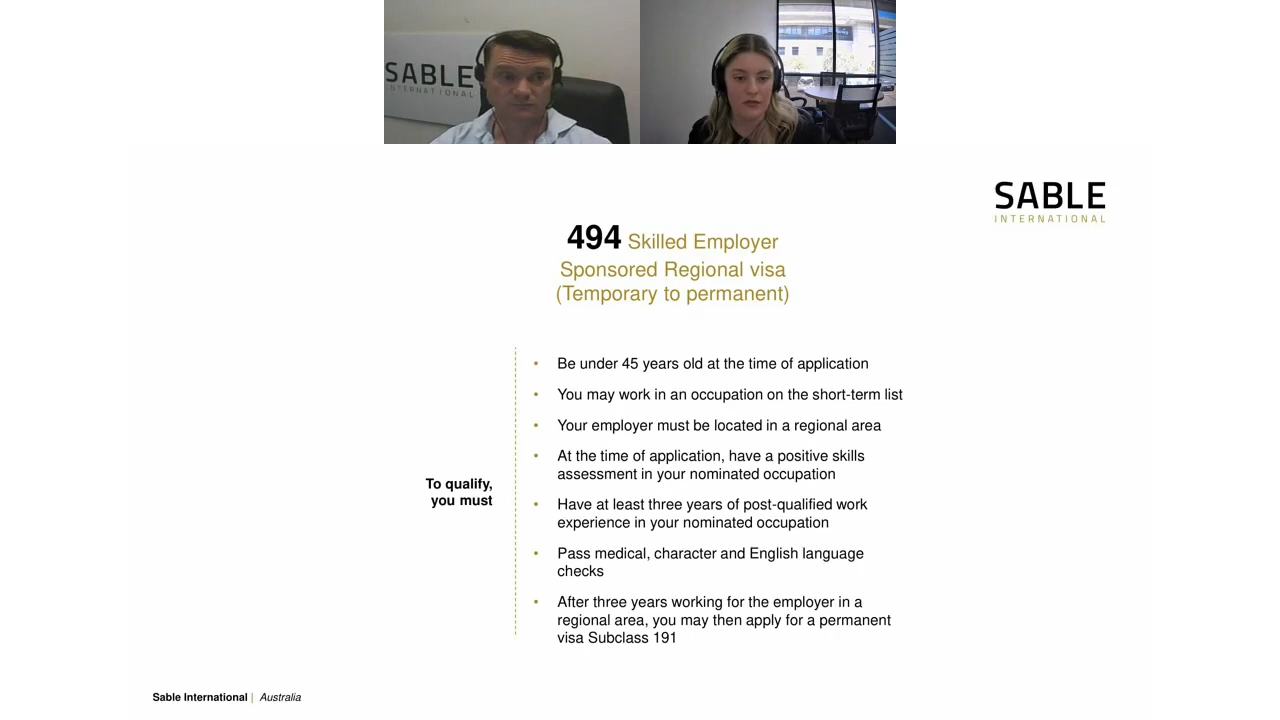 SABLE
INTERNATIONAL
SABLE
INTERNATIONAL
494 Skilled Employer
Sponsored Regional visa
(Temporary to permanent)
To qualify,
you must
• Be under 45 years old at the time of application
• You may work in an occupation on the short-term list
• Your employer must be located in a regional area
• At the time of application, have a positive skills
assessment in your nominated occupation
• Have at least three years of post-qualified work
experience in your nominated occupation
• Pass medical, character and English language
checks
• After three years working for the employer in a
regional area, you may then apply for a permanent
visa Subclass 191
Sable International | Australia